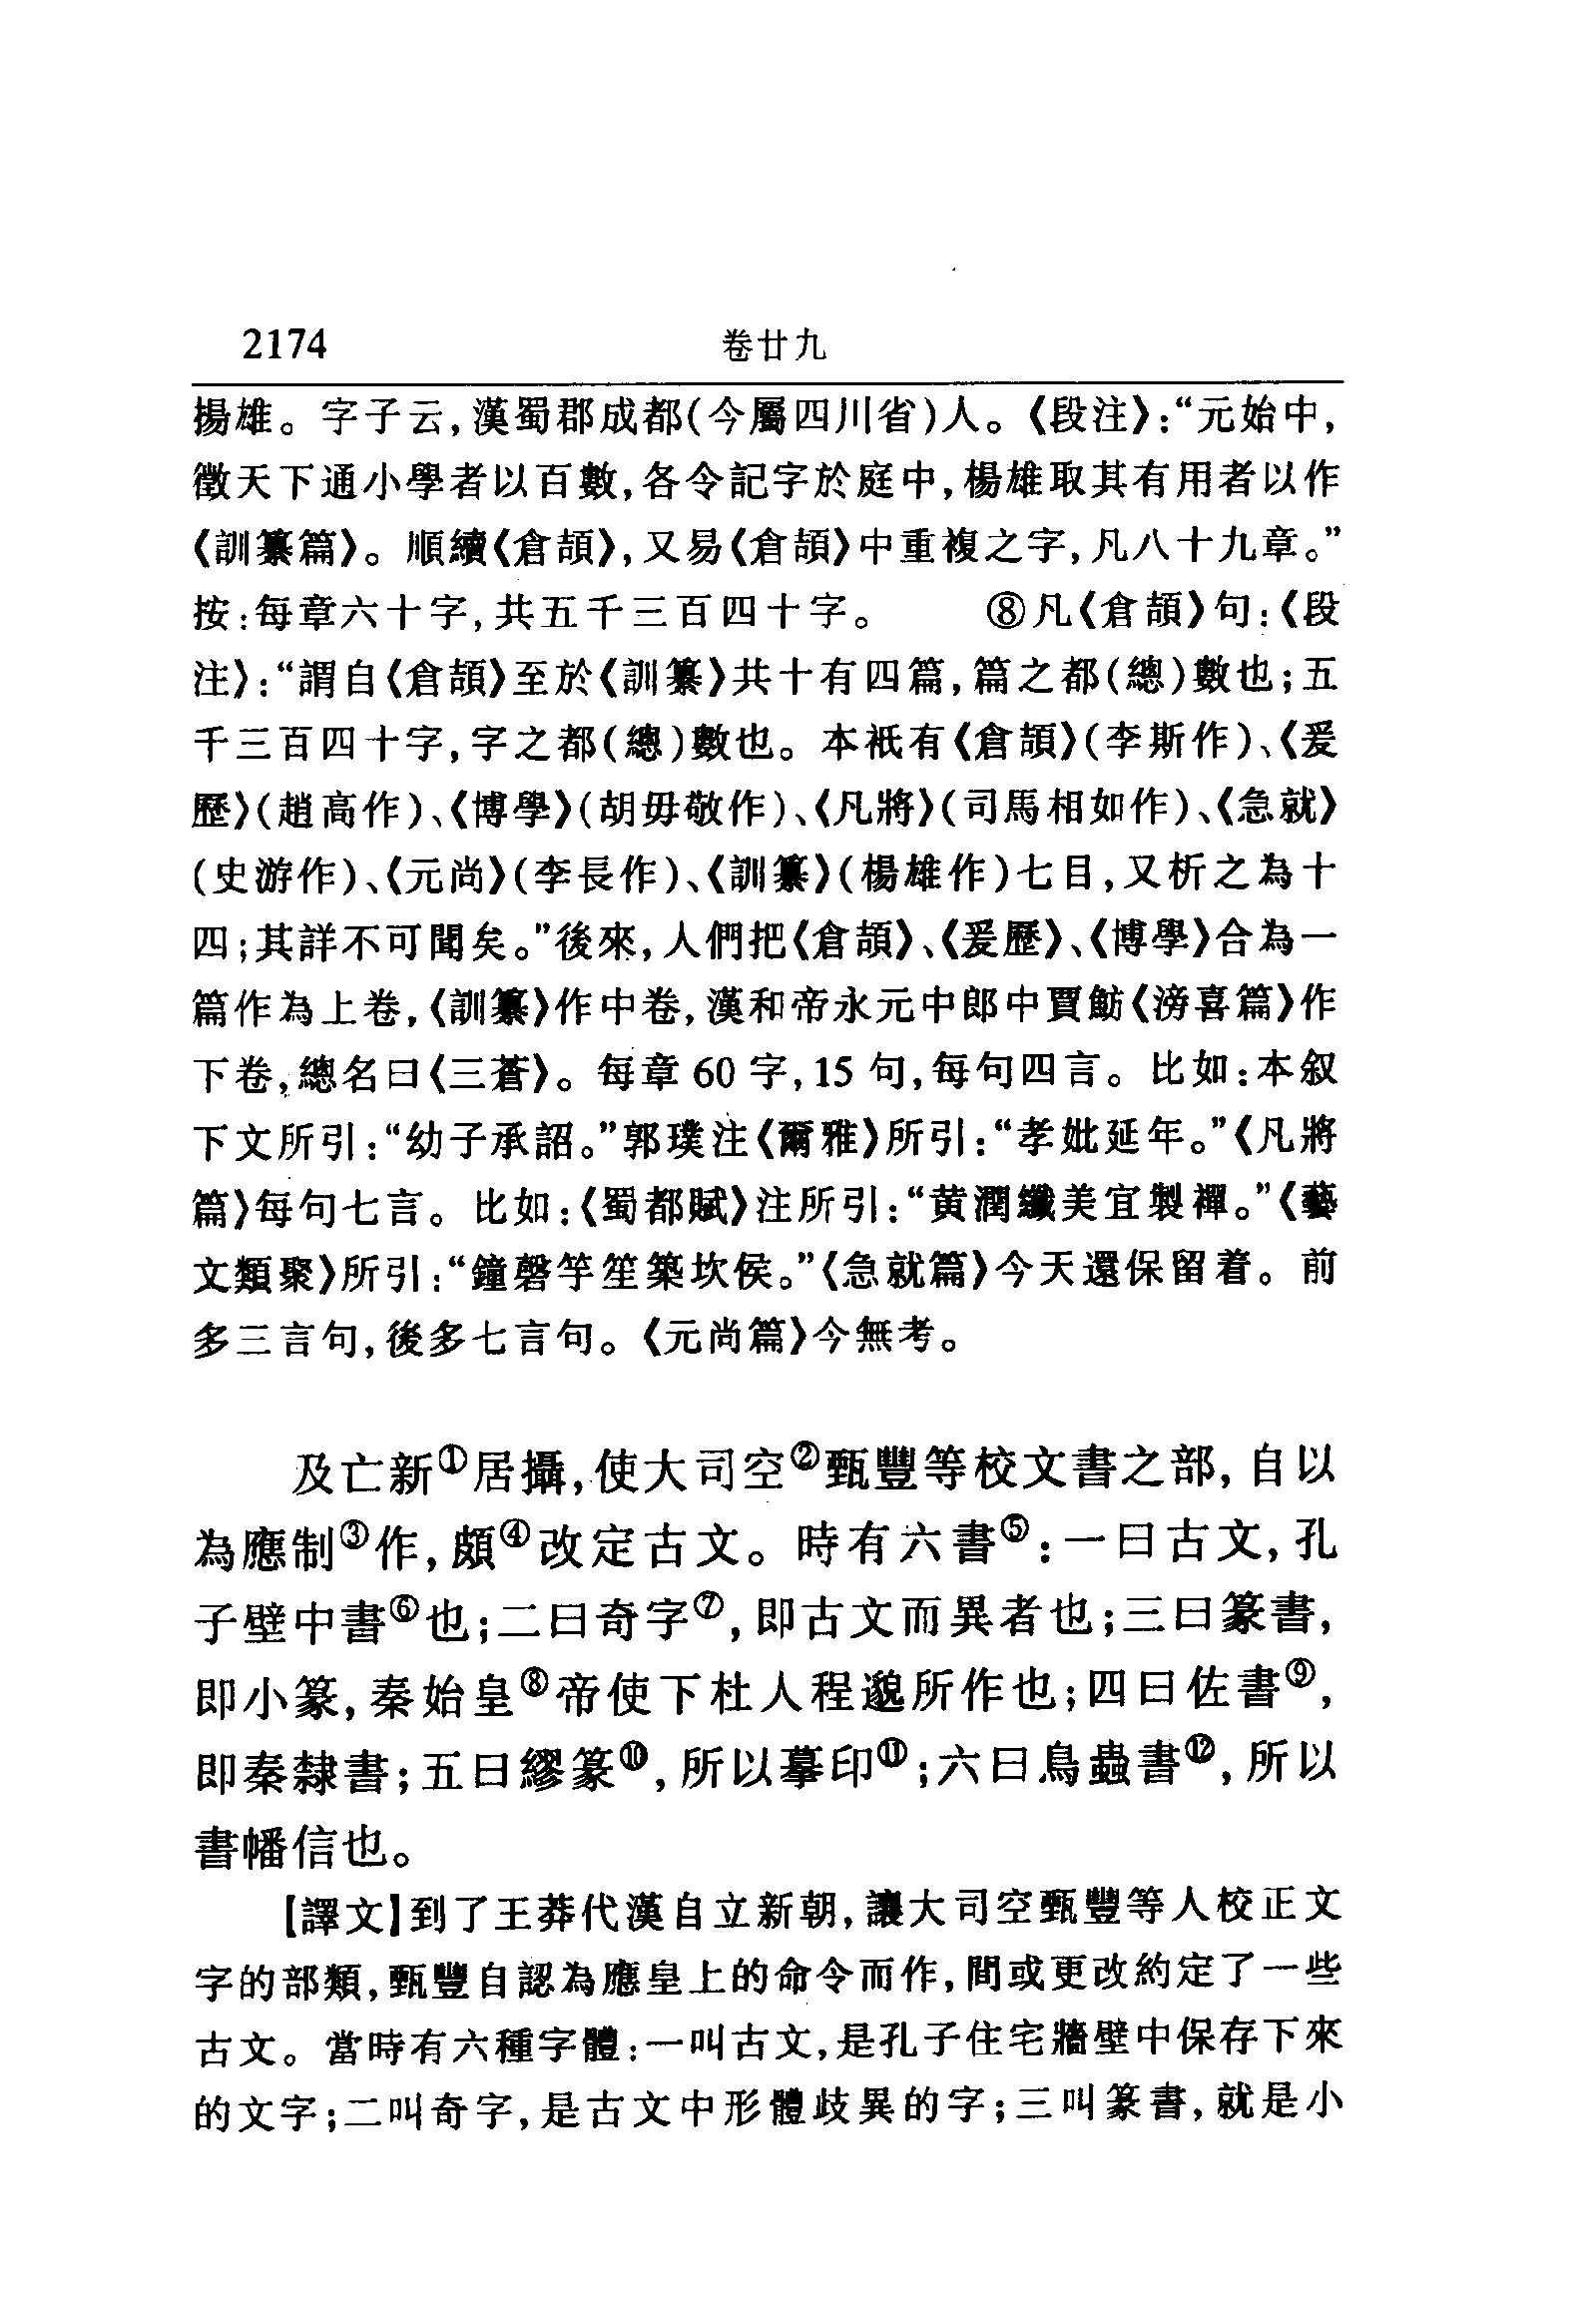 2174 卷廿九
揚雄。字子云,漢蜀郡成都(今屬四川省)人。《段注》:“元始中,
徵天下通小學者以百數,各令記字於庭中,楊雄取其有用者以作
《訓纂篇》。順續《倉頡》,又易《倉頡》中重複之字,凡八十九章。”
按:每章六十字,共五千三百四十字。 ⑧凡《倉頡》句:《段
注》:“謂自《倉頡》至於《訓纂》共十有四篇,篇之都(總)數也;五
千三百四十字,字之都(總)數也。本衹有《倉頡》(李斯作)、《爰
歷》(趙高作)、《博學》(胡毋敬作)、《凡將》(司馬相如作)、《急就》
(史游作)、《元尚》(李長作)、《訓纂》(楊雄作)七目,又析之為十
四;其詳不可聞矣。”後來,人們把《倉頡》、《爰歷》、《博學》合為一
篇作為上卷,《訓纂》作中卷,漢和帝永元中郎中賈魴《滂喜篇》作
下卷,總名曰《三蒼》。每章 60 字,15 句,每句四言。比如:本叙
下文所引:“幼子承詔。”郭璞注《爾雅》所引:“孝妣延年。”《凡將
篇》每句七言。比如:《蜀都賦》注所引:“黄潤纖美宜製襌。”《藝
文類聚》所引:“鐘磬竽笙築坎侯。”《急就篇》今天還保留着。前
多三言句,後多七言句。《元尚篇》今無考。
及亡新①居攝,使大司空②甄豐等校文書之部,自以
為應制③作,頗④改定古文。時有六書⑤:一曰古文,孔
子壁中書⑥也;二曰奇字⑦,即古文而異者也;三曰篆書,
即小篆,秦始皇⑧帝使下杜人程邈所作也;四曰佐書⑨,
即秦隸書;五曰繆篆⑩,所以摹印⑪;六曰鳥蟲書⑫,所以
書幡信也。
【譯文】到了王莽代漢自立新朝,讓大司空甄豐等人校正文
字的部類,甄豐自認為應皇上的命令而作,間或更改約定了一些
古文。當時有六種字體:一叫古文,是孔子住宅牆壁中保存下來
的文字;二叫奇字,是古文中形體歧異的字;三叫篆書,就是小